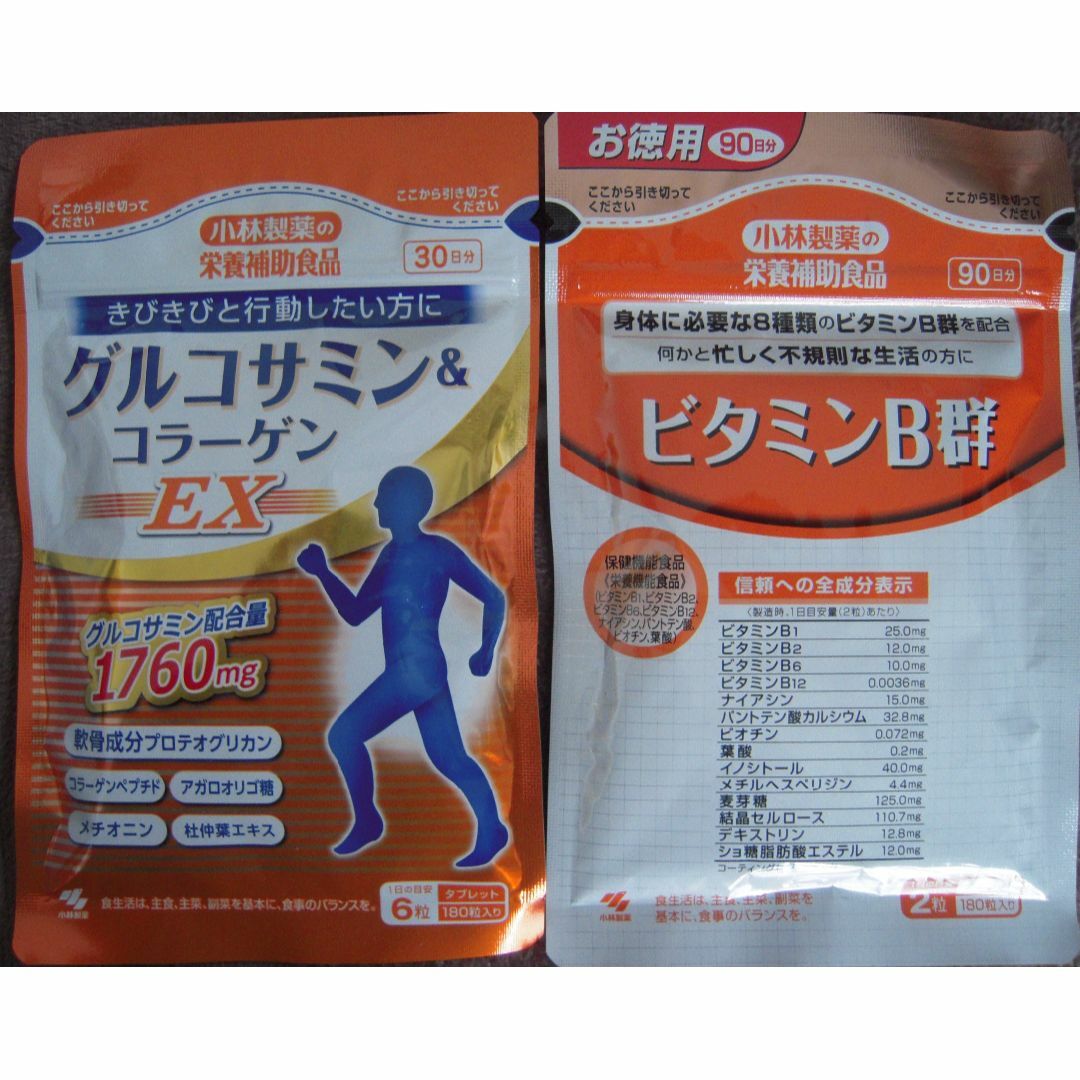 ここから引き切って
ください
ここから引き切って
ください
小林製薬の
栄養補助食品
30日分
きびきびと行動したい方に
グルコサミン&
コラーゲン
EX
グルコサミン配合量
1760mg
軟骨成分プロテオグリカン
コラーゲンペプチド
アガロオリゴ糖
メチオニン
杜仲葉エキス
小林製薬
食生活は、主食、主菜、副菜を基本に、食事のバランスを。
1日の目安
6粒
タブレット
180粒入り
お徳用 90日分
ここから引き切って
ください
ここから引き切って
ください
小林製薬の
栄養補助食品
90日分
身体に必要な8種類のビタミンB群を配合
何かと忙しく不規則な生活の方に
ビタミンB群
保健機能食品
〈栄養機能食品〉
(ビタミンB1、ビタミンB2、
ビタミンB6、ビタミンB12、
ナイアシン、パントテン酸、
ビオチン、葉酸)
信頼への全成分表示
〈製造時、1日目安量(2粒)あたり〉
ビタミンB1 25.0mg
ビタミンB2 12.0mg
ビタミンB6 10.0mg
ビタミンB12 0.0036mg
ナイアシン 15.0mg
パントテン酸カルシウム 32.8mg
ビオチン 0.072mg
葉酸 0.2mg
イノシトール 40.0mg
メチルヘスペリジン 4.4mg
麦芽糖 125.0mg
結晶セルロース 110.7mg
デキストリン 12.8mg
ショ糖脂肪酸エステル 12.0mg
小林製薬
食生活は、主食、主菜、副菜を
基本に、食事のバランスを。
2粒
180粒入り